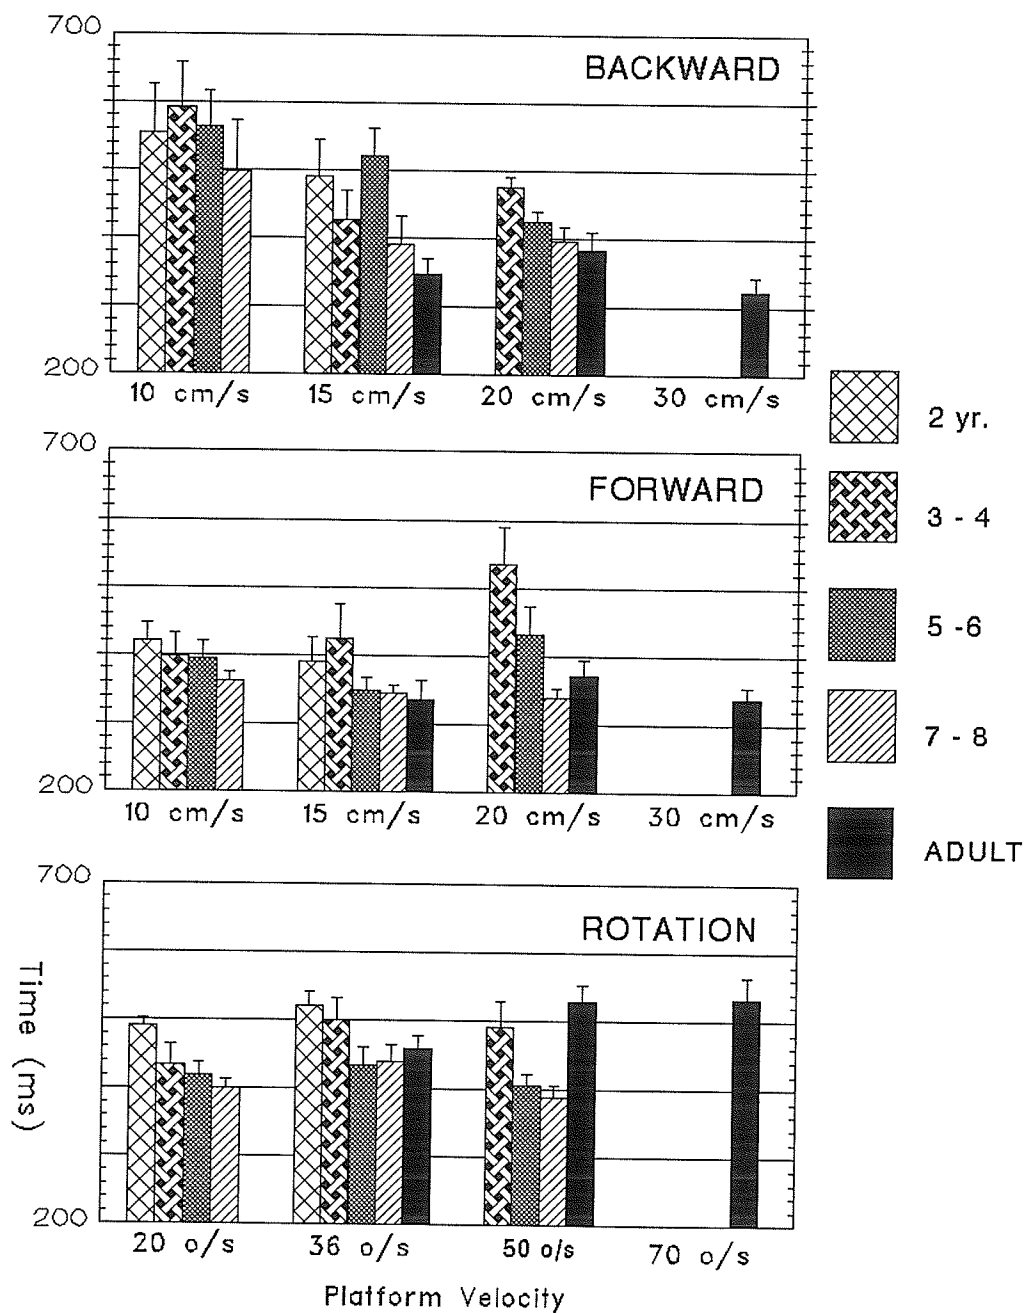 700
BACKWARD
200
10 cm/s 15 cm/s 20 cm/s 30 cm/s
2 yr.
700
FORWARD
3 - 4
5 -6
7 - 8
200
10 cm/s 15 cm/s 20 cm/s 30 cm/s
ADULT
700
ROTATION
Time (ms)
200
20 o/s 36 o/s 50 o/s 70 o/s
Platform Velocity